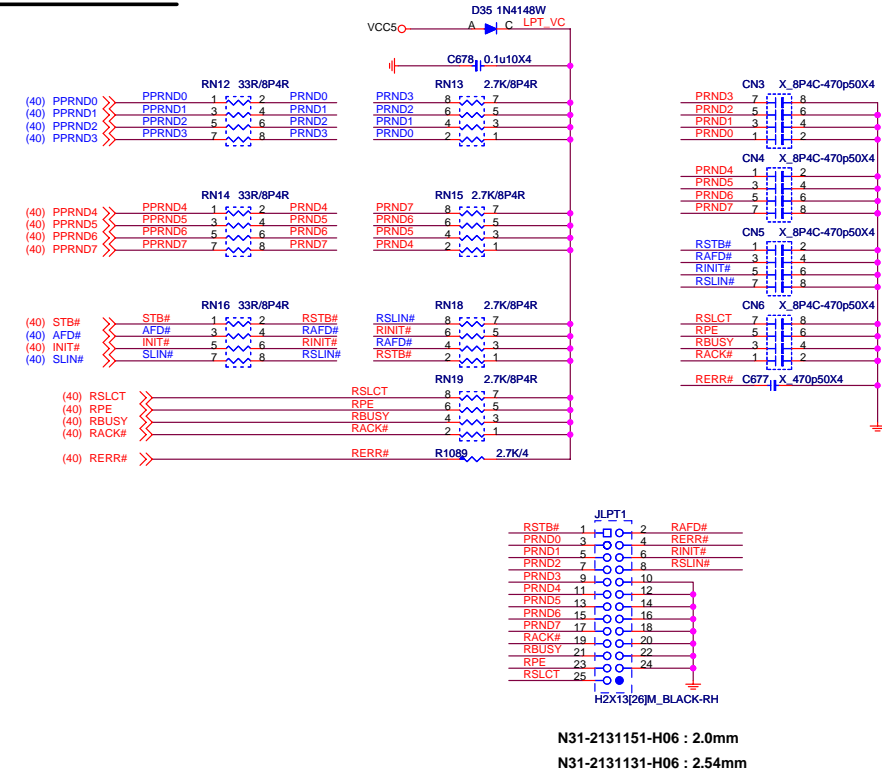 D35 1N4148W
VCC5 A C LPT_VC
C678 0.1u10X4
RN12 33R/8P4R
(40) PPRND0 PPRND0 1 2 PRND0
(40) PPRND1 PPRND1 3 4 PRND1
(40) PPRND2 PPRND2 5 6 PRND2
(40) PPRND3 PPRND3 7 8 PRND3
RN13 2.7K/8P4R
PRND3 8 7
PRND2 6 5
PRND1 4 3
PRND0 2 1
CN3 X_8P4C-470p50X4
PRND3 7 8
PRND2 5 6
PRND1 3 4
PRND0 1 2
CN4 X_8P4C-470p50X4
PRND4 1 2
PRND5 3 4
PRND6 5 6
PRND7 7 8
RN14 33R/8P4R
(40) PPRND4 PPRND4 1 2 PRND4
(40) PPRND5 PPRND5 3 4 PRND5
(40) PPRND6 PPRND6 5 6 PRND6
(40) PPRND7 PPRND7 7 8 PRND7
RN15 2.7K/8P4R
PRND7 8 7
PRND6 6 5
PRND5 4 3
PRND4 2 1
CN5 X_8P4C-470p50X4
RSTB# 1 2
RAFD# 3 4
RINIT# 5 6
RSLIN# 7 8
RN16 33R/8P4R
(40) STB# STB# 1 2 RSTB#
(40) AFD# AFD# 3 4 RAFD#
(40) INIT# INIT# 5 6 RINIT#
(40) SLIN# SLIN# 7 8 RSLIN#
RN18 2.7K/8P4R
RSLIN# 8 7
RINIT# 6 5
RAFD# 4 3
RSTB# 2 1
CN6 X_8P4C-470p50X4
RSLCT 7 8
RPE 5 6
RBUSY 3 4
RACK# 1 2
RERR# C677 X_470p50X4
RN19 2.7K/8P4R
(40) RSLCT RSLCT 8 7
(40) RPE RPE 6 5
(40) RBUSY RBUSY 4 3
(40) RACK# RACK# 2 1
(40) RERR# RERR# R1089 2.7K/4
JLPT1
RSTB# 1 2 RAFD#
PRND0 3 4 RERR#
PRND1 5 6 RINIT#
PRND2 7 8 RSLIN#
PRND3 9 10
PRND4 11 12
PRND5 13 14
PRND6 15 16
PRND7 17 18
RACK# 19 20
RBUSY 21 22
RPE 23 24
RSLCT 25
H2X13[26]M_BLACK-RH
N31-2131151-H06 : 2.0mm
N31-2131131-H06 : 2.54mm